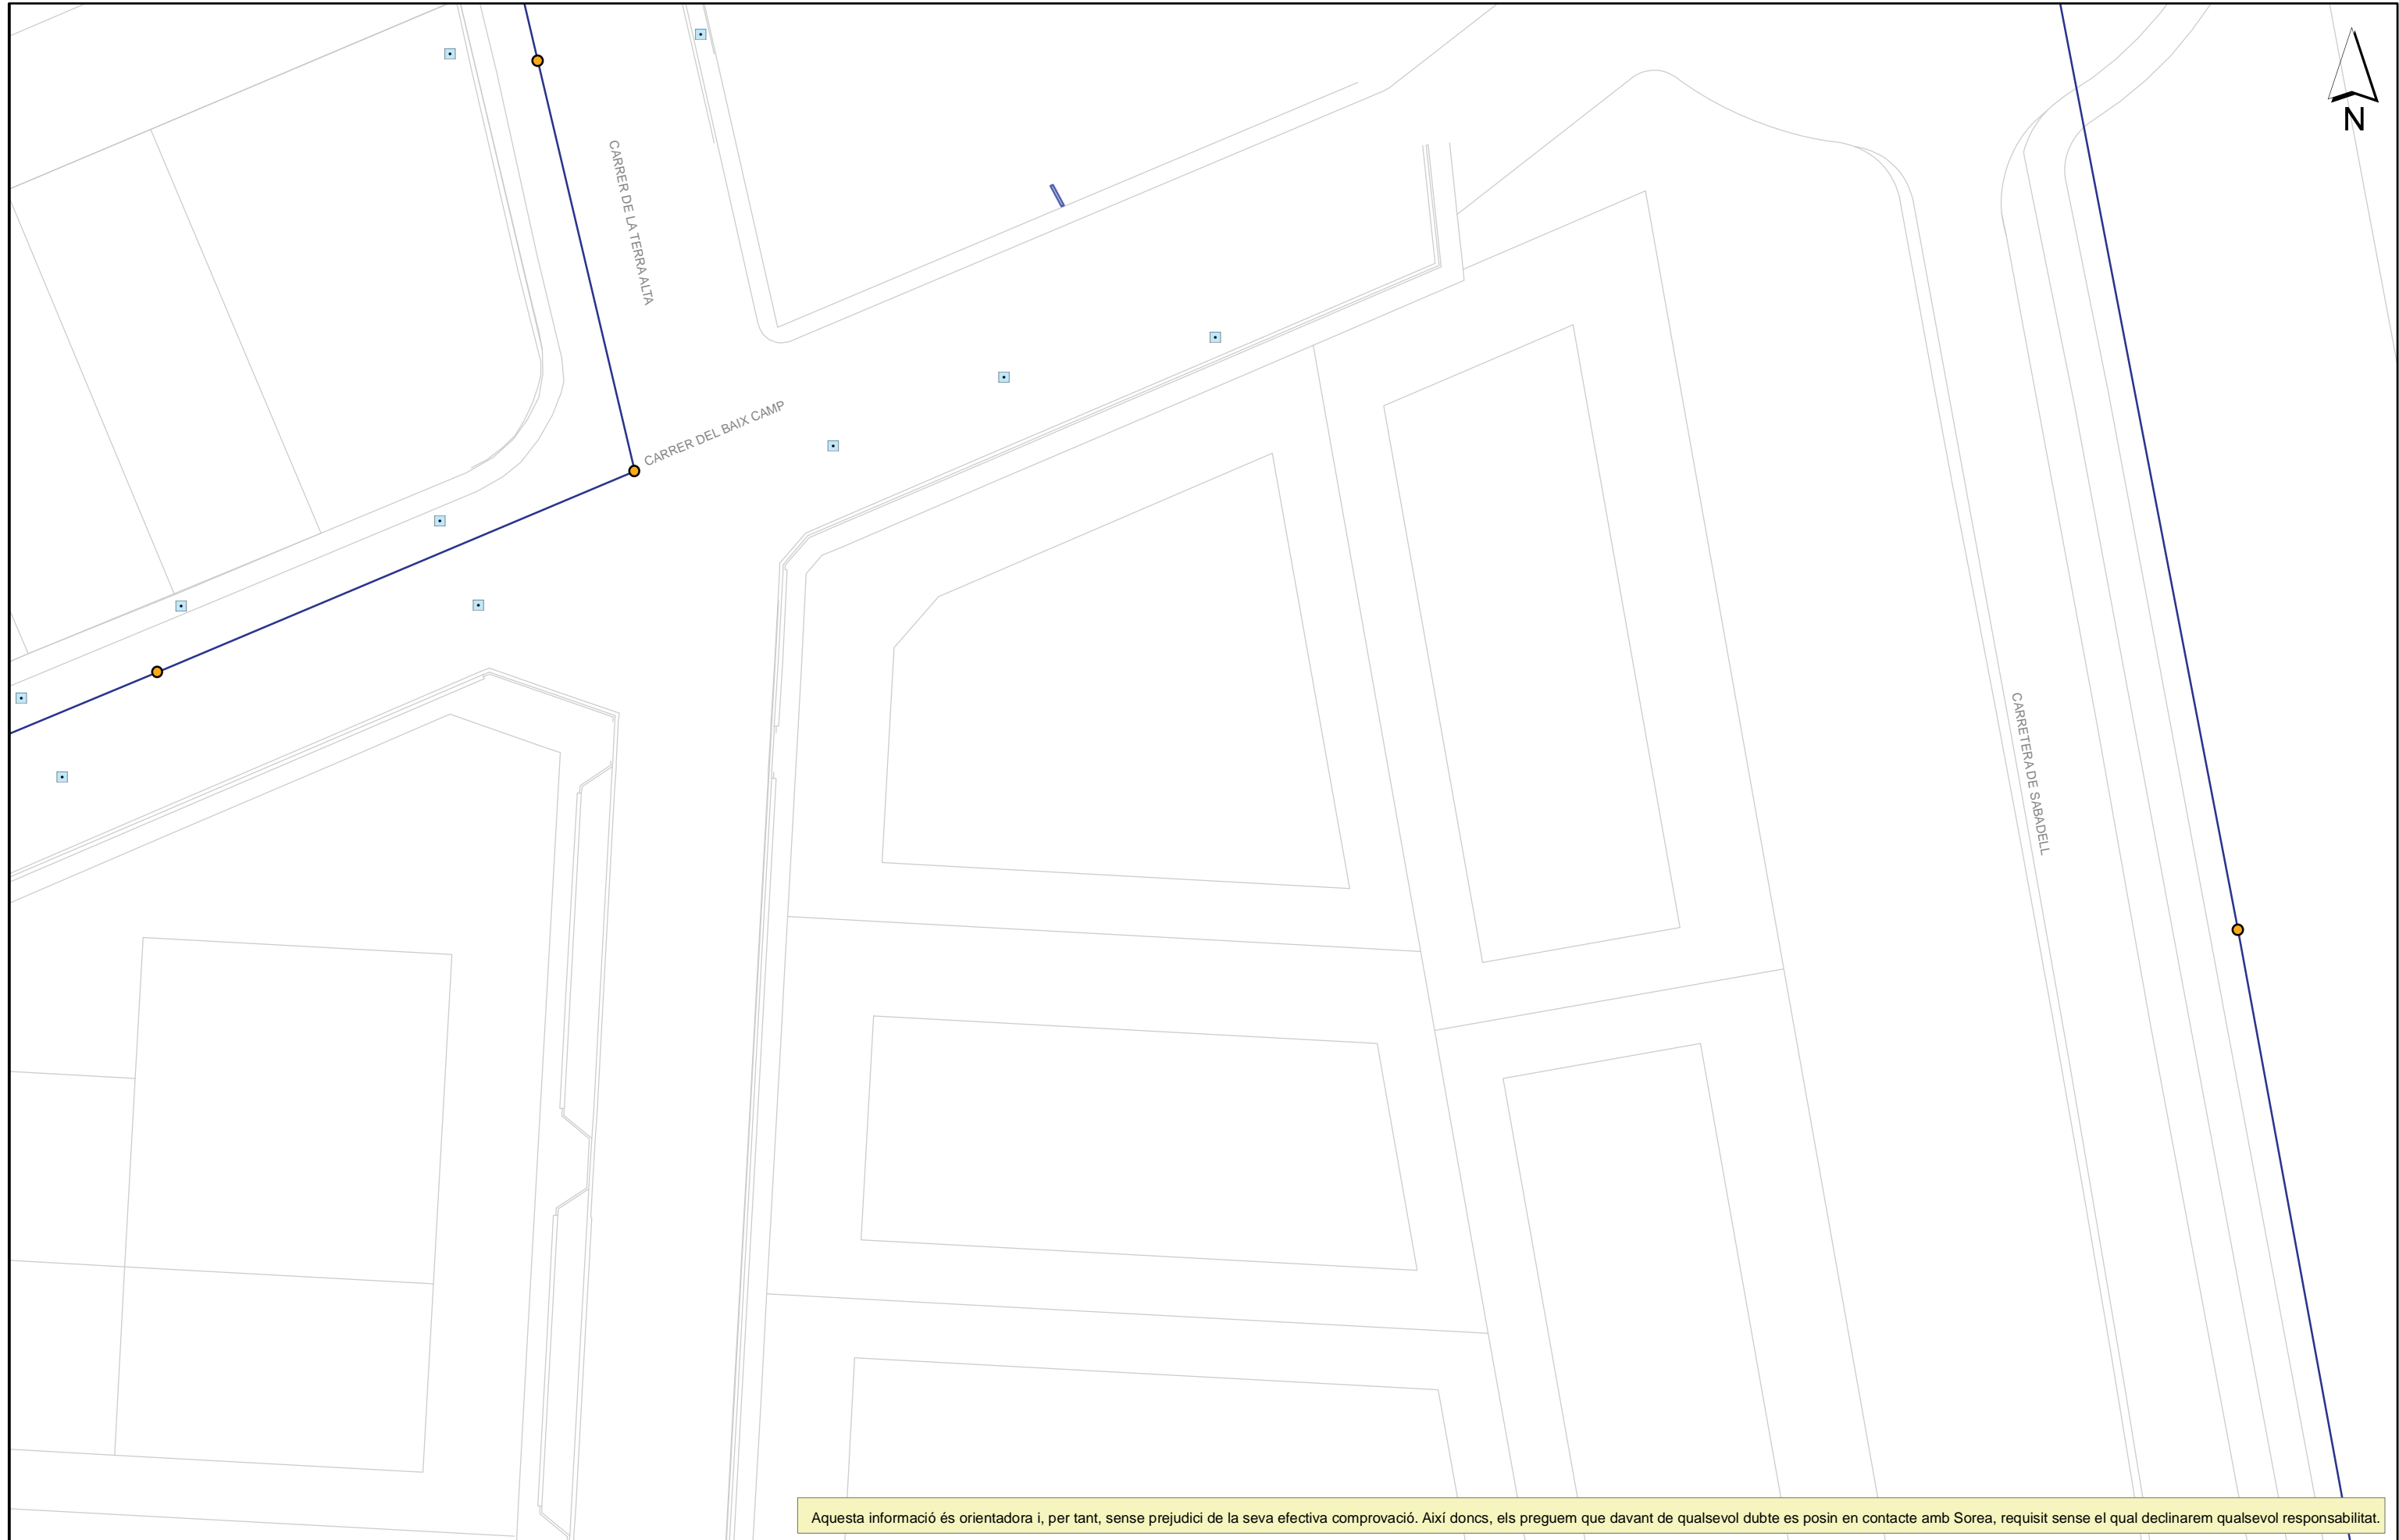 N
CARRER DE LA TERRA ALTA
CARRER DEL BAIX CAMP
CARRETERA DE SABADELL
Aquesta informació és orientadora i, per tant, sense prejudici de la seva efectiva comprovació. Així doncs, els preguem que davant de qualsevol dubte es posin en contacte amb Sorea, requisit sense el qual declinarem qualsevol responsabilitat.